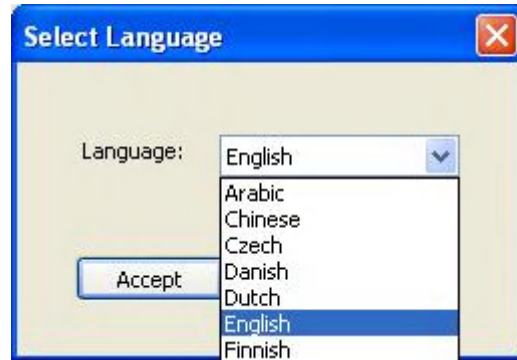 Select Language
Language:
English
Arabic
Chinese
Czech
Danish
Dutch
English
Finnish
Accept